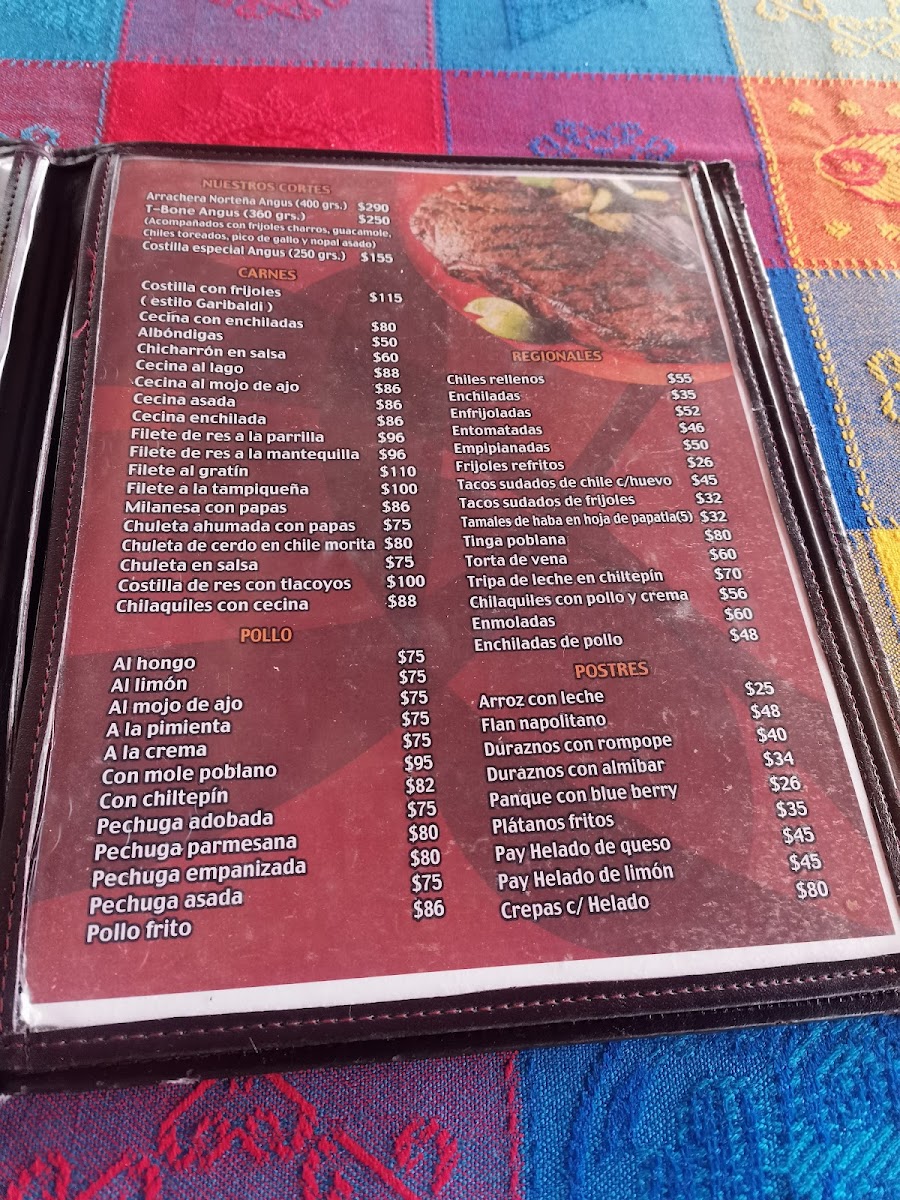 NUESTROS CORTES
Arrachera Norteña Angus (400 grs.) $290
T-Bone Angus (360 grs.) $250
(Acompañados con frijoles charros, guacamole,
Chiles toreados, pico de gallo y nopal asado)
Costilla especial Angus (250 grs.) $155
CARNES
Costilla con frijoles $115
( estilo Garibaldi )
Cecina con enchiladas $80
Albóndigas $50
Chicharrón en salsa $60
Cecina al lago $88
Cecina al mojo de ajo $86
Cecina asada $86
Cecina enchilada $86
Filete de res a la parrilla $96
Filete de res a la mantequilla $96
Filete al gratín $110
Filete a la tampiqueña $100
Milanesa con papas $86
Chuleta ahumada con papas $75
Chuleta de cerdo en chile morita $80
Chuleta en salsa $75
Costilla de res con tlacoyos $100
Chilaquiles con cecina $88
POLLO
Al hongo $75
Al limón $75
Al mojo de ajo $75
A la pimienta $75
A la crema $75
Con mole poblano $95
Con chiltepín $82
Pechuga adobada $75
Pechuga parmesana $80
Pechuga empanizada $80
Pechuga asada $75
Pollo frito $86
REGIONALES
Chiles rellenos $55
Enchiladas $35
Enfrijoladas $52
Entomatadas $46
Empipianadas $50
Frijoles refritos $26
Tacos sudados de chile c/huevo $45
Tacos sudados de frijoles $32
Tamales de haba en hoja de papatla(5) $32
Tinga poblana $80
Torta de vena $60
Tripa de leche en chiltepín $70
Chilaquiles con pollo y crema $56
Enmoladas $60
Enchiladas de pollo $48
POSTRES
Arroz con leche $25
Flan napolitano $48
Duraznos con rompope $40
Duraznos con almibar $34
Panque con blue berry $26
Plátanos fritos $35
Pay Helado de queso $45
Pay Helado de limón $45
Crepas c/ Helado $80